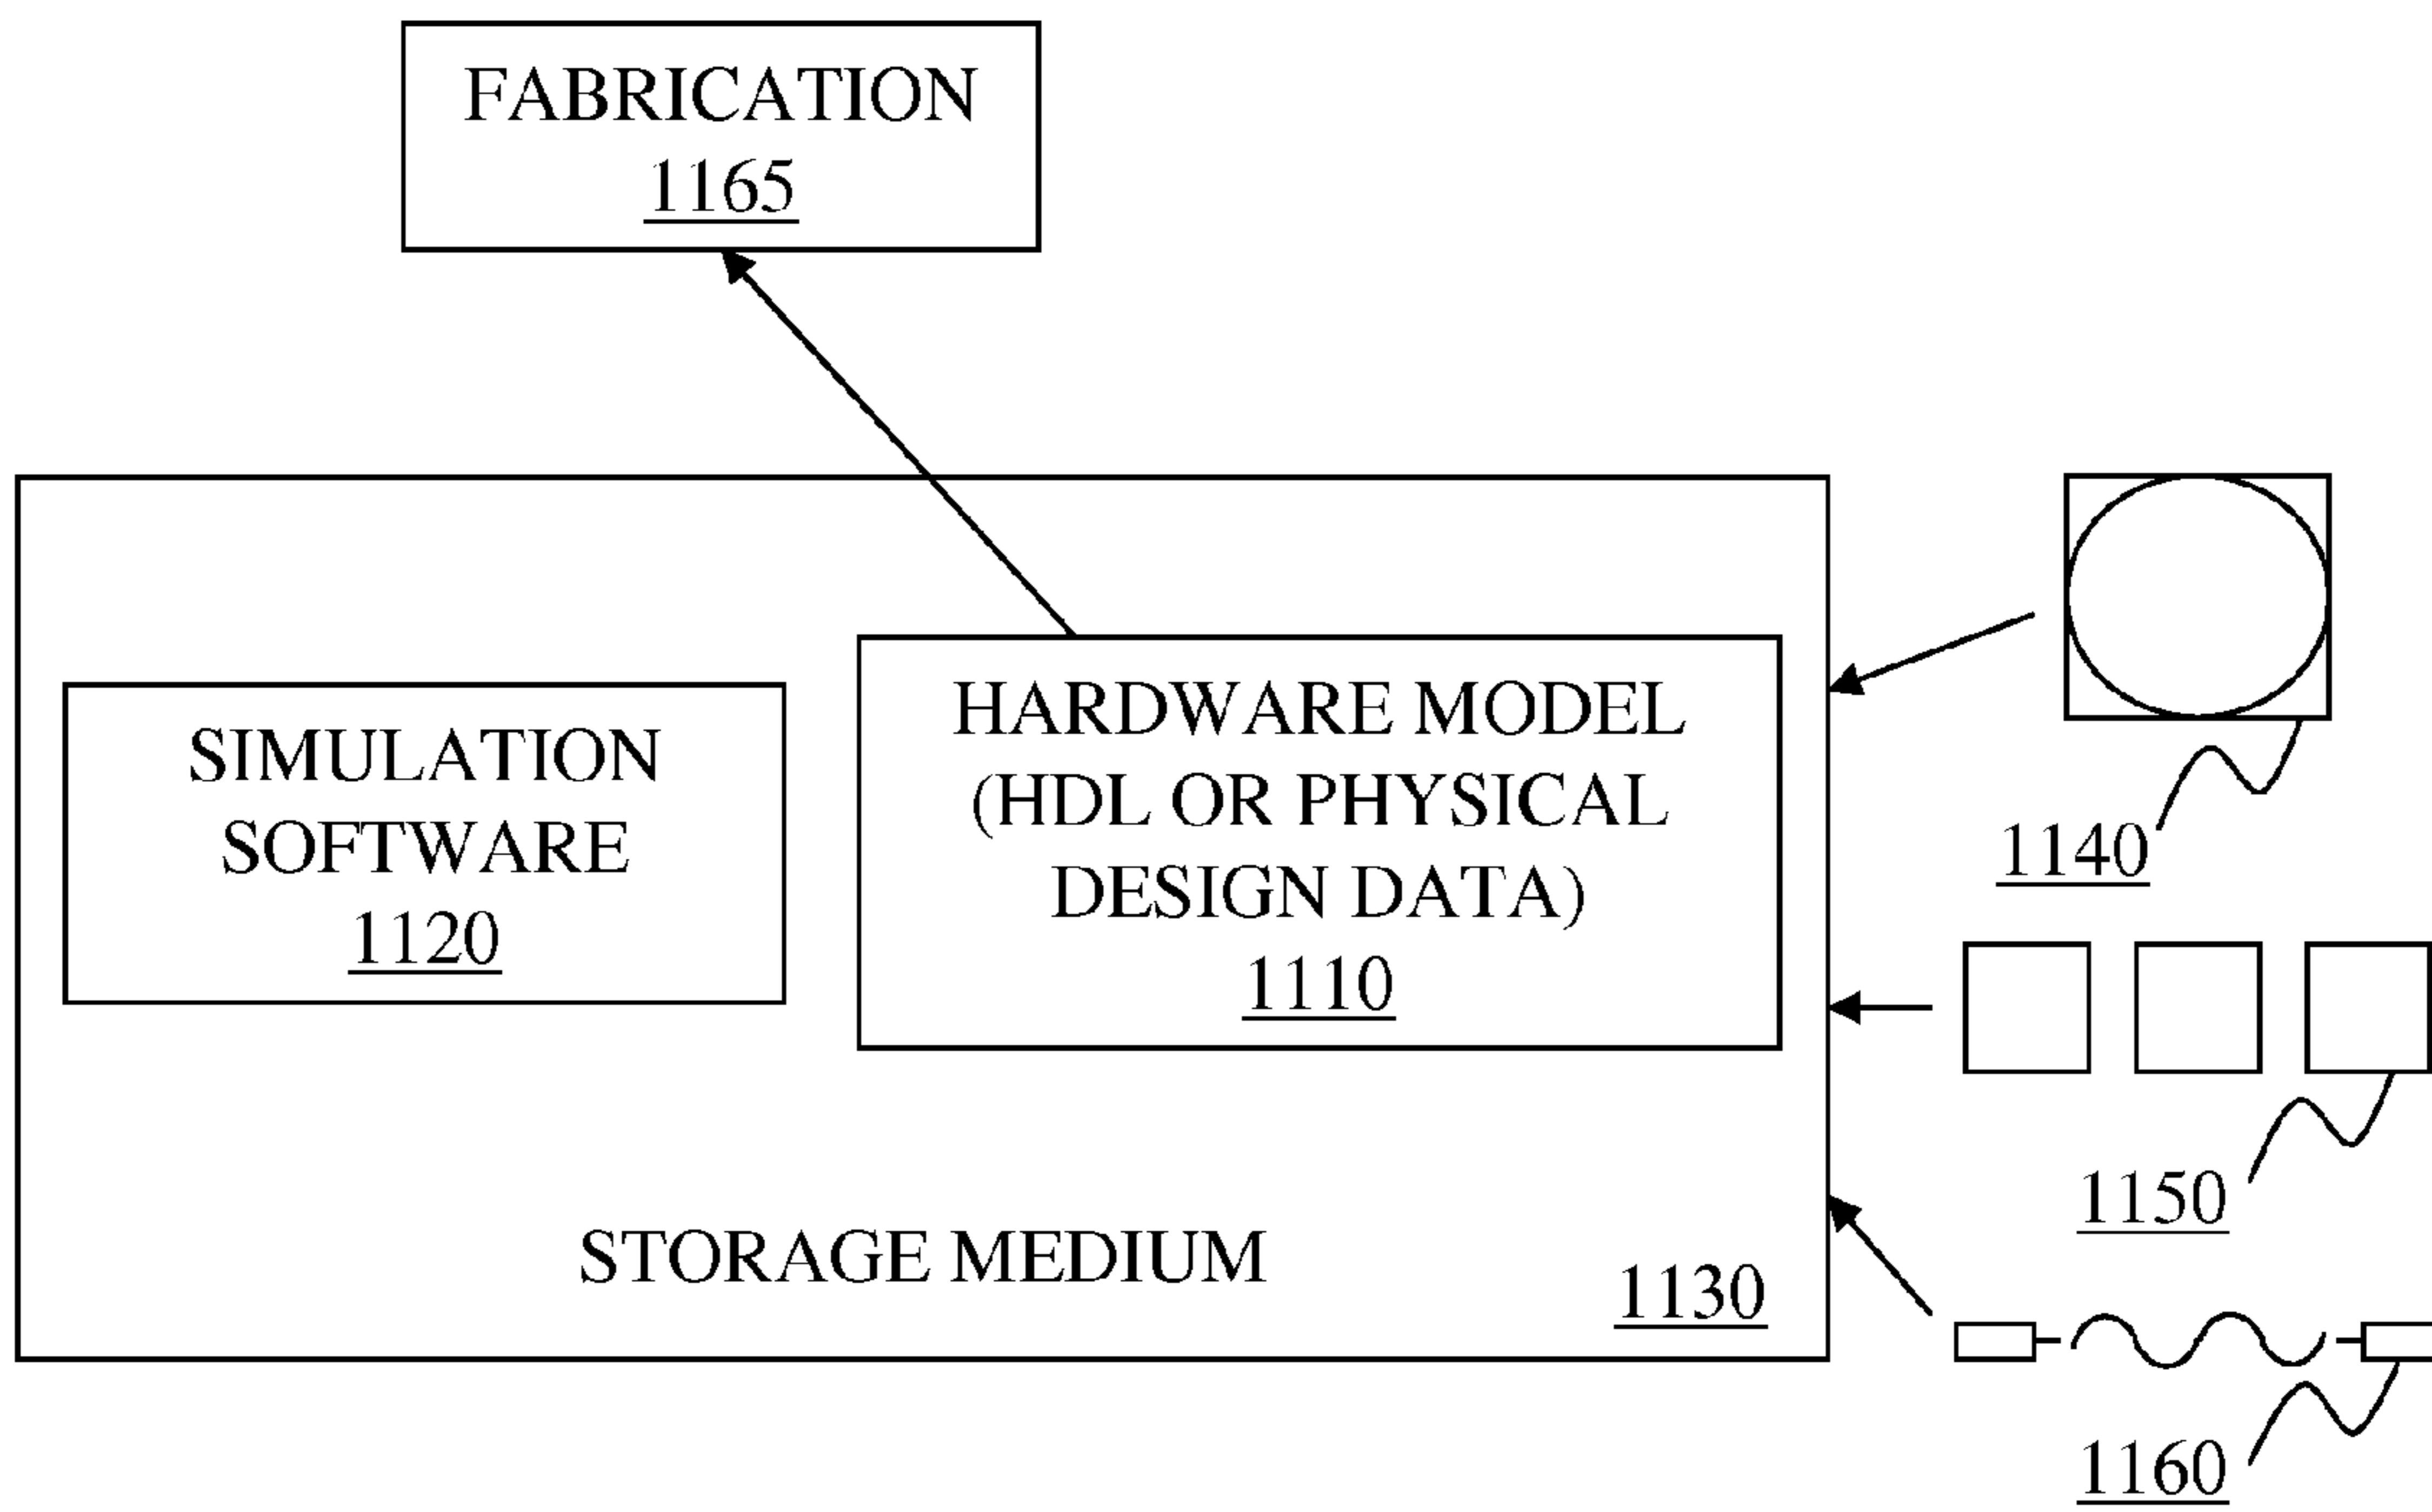 FABRICATION
1165
SIMULATION
SOFTWARE
1120
HARDWARE MODEL
(HDL OR PHYSICAL
DESIGN DATA)
1110
STORAGE MEDIUM
1130
1140
1150
1160